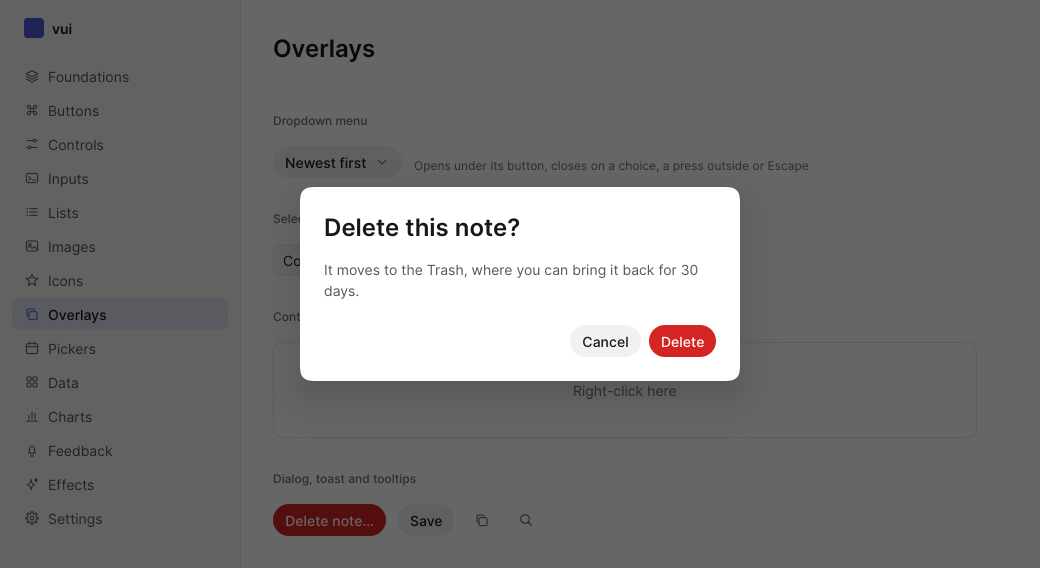 vui
Foundations
Buttons
Controls
Inputs
Lists
Images
Icons
Overlays
Pickers
Data
Charts
Feedback
Effects
Settings
Overlays
Dropdown menu
Newest first
Opens under its button, closes on a choice, a press outside or Escape
Delete this note?
It moves to the Trash, where you can bring it back for 30
days.
Cancel
Delete
Right-click here
Dialog, toast and tooltips
Delete note...
Save